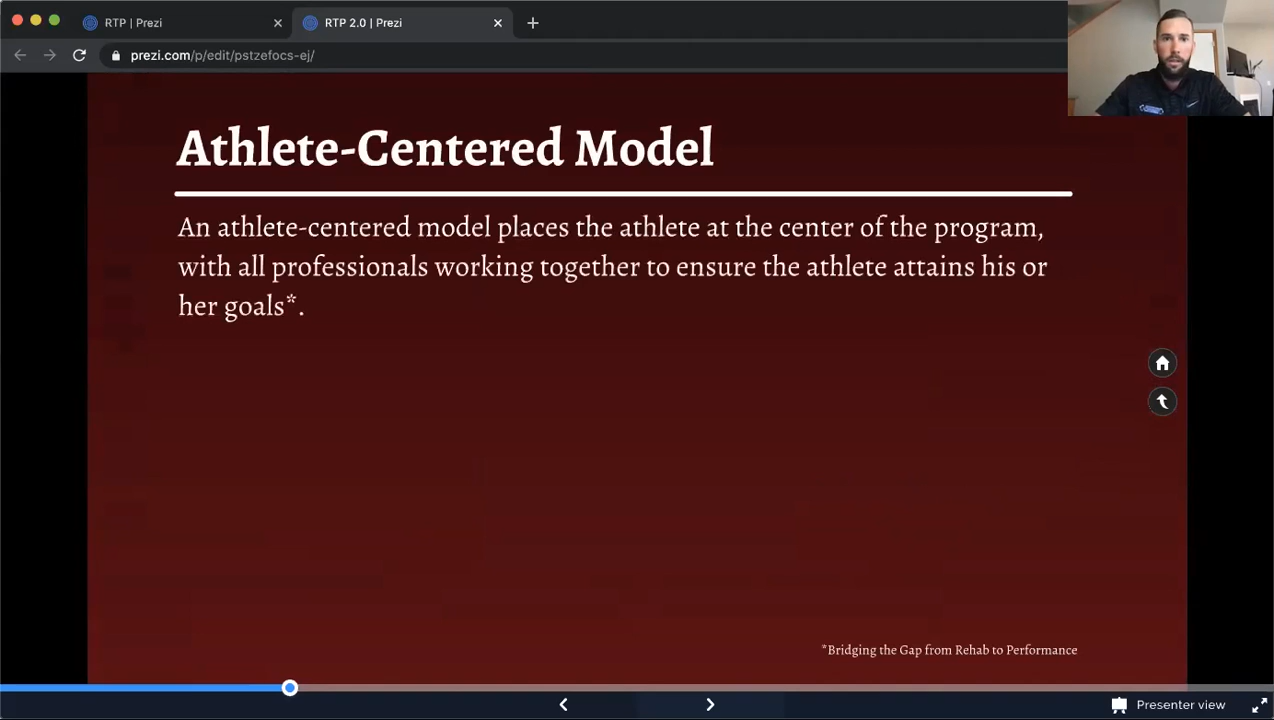 RTP | Prezi
RTP 2.0 | Prezi
prezi.com/p/edit/pstzefocs-ej/
Athlete-Centered Model
An athlete-centered model places the athlete at the center of the program,
with all professionals working together to ensure the athlete attains his or
her goals*.
*Bridging the Gap from Rehab to Performance
Presenter view